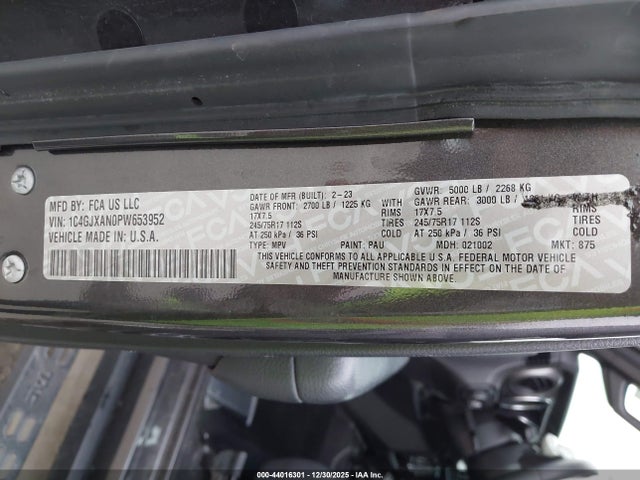 MFD BY: FCA US LLC
VIN: 1C4GJXAN0PW653952
VEHICLE MADE IN: U.S.A.
DATE OF MFR (BUILT): 2-23
GAWR FRONT: 2700 LB / 1225 KG
17X7.5 RIMS
245/75R17 112S TIRES
AT 250 kPa / 36 PSI COLD
TYPE: MPV PAINT: PAU
GVWR: 5000 LB / 2268 KG
GAWR REAR: 3000 LB /
17X7.5 RIMS
245/75R17 112S TIRES
AT 250 kPa / 36 PSI COLD
MDH: 021002 MKT: 875
THIS VEHICLE CONFORMS TO ALL APPLICABLE U.S.A. FEDERAL MOTOR VEHICLE
SAFETY AND THEFT PREVENTION STANDARDS IN EFFECT ON THE DATE OF
MANUFACTURE SHOWN ABOVE.
00-44016301 - 12/30/2025 - IAA Corporate